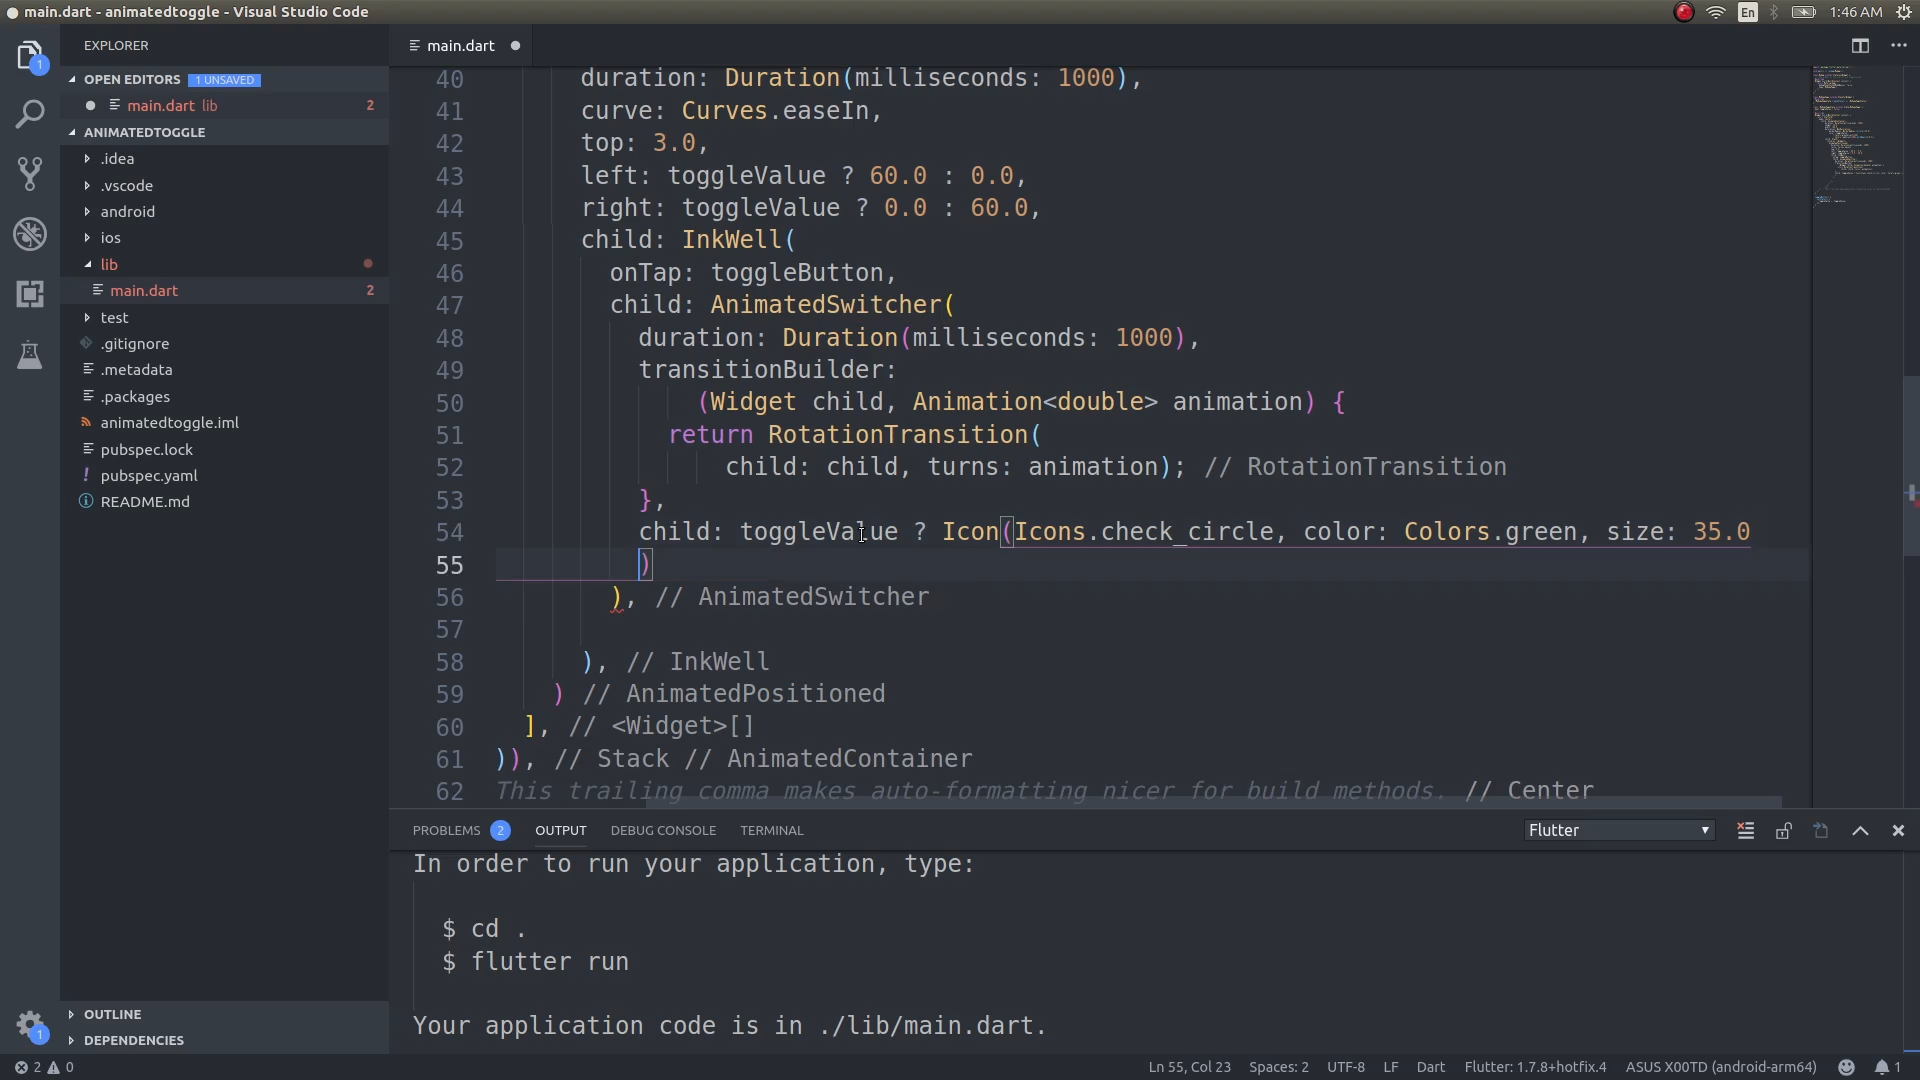 main.dart - animatedtoggle - Visual Studio Code
En
1:46 AM
EXPLORER
OPEN EDITORS 1 UNSAVED
main.dart lib 2
ANIMATEDTOGGLE
.idea
.vscode
android
ios
lib
main.dart 2
test
.gitignore
.metadata
.packages
animatedtoggle.iml
pubspec.lock
pubspec.yaml
README.md
OUTLINE
DEPENDENCIES
1
1
main.dart
40 duration: Duration(milliseconds: 1000),
41 curve: Curves.easeIn,
42 top: 3.0,
43 left: toggleValue ? 60.0 : 0.0,
44 right: toggleValue ? 0.0 : 60.0,
45 child: InkWell(
46 onTap: toggleButton,
47 child: AnimatedSwitcher(
48 duration: Duration(milliseconds: 1000),
49 transitionBuilder:
50 (Widget child, Animation<double> animation) {
51 return RotationTransition(
52 child: child, turns: animation); // RotationTransition
53 },
54 child: toggleValue ? Icon(Icons.check_circle, color: Colors.green, size: 35.0
55 )
56 ), // AnimatedSwitcher
57
58 ), // InkWell
59 ) // AnimatedPositioned
60 ], // <Widget>[]
61 )), // Stack // AnimatedContainer
62 This trailing comma makes auto-formatting nicer for build methods. // Center
PROBLEMS 2 OUTPUT DEBUG CONSOLE TERMINAL
Flutter
In order to run your application, type:
$ cd .
$ flutter run
Your application code is in ./lib/main.dart.
2 0
Ln 55, Col 23 Spaces: 2 UTF-8 LF Dart Flutter: 1.7.8+hotfix.4 ASUS X00TD (android-arm64) 1